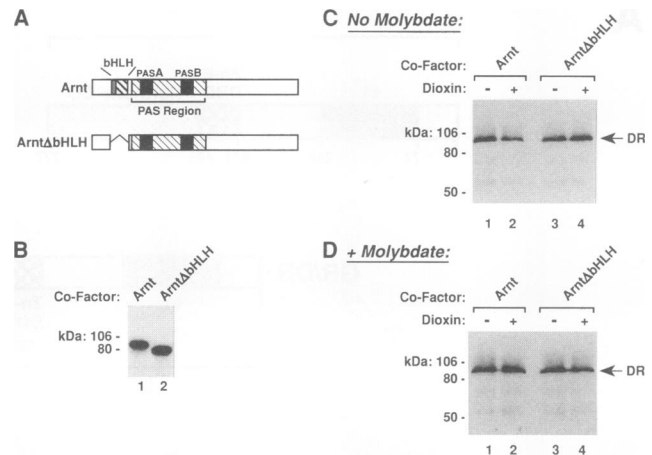 A
bHLH
PASA PASB
Arnt
PAS Region
ArntΔbHLH
B
Co-Factor: Arnt ArntΔbHLH
kDa: 106 -
80 -
1 2
C No Molybdate:
Co-Factor: Arnt ArntΔbHLH
Dioxin: - + - +
kDa: 106 -
80 -
DR
50 -
1 2 3 4
D + Molybdate:
Co-Factor: Arnt ArntΔbHLH
Dioxin: - + - +
kDa: 106 -
80 -
DR
50 -
1 2 3 4